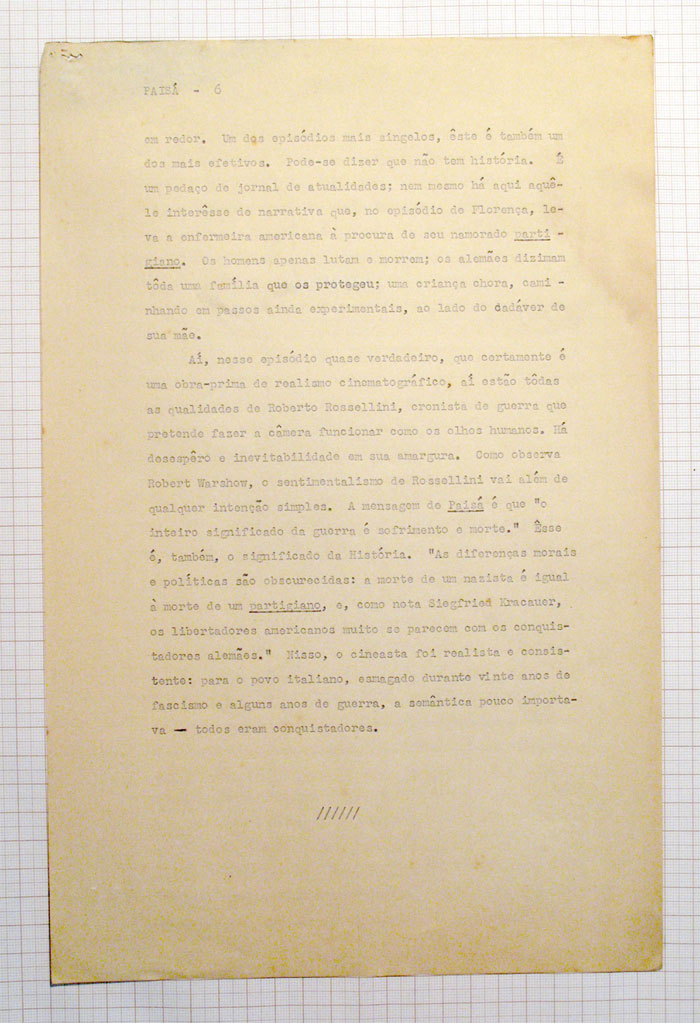 PAISÁ - 6
em redor. Um dos episódios mais singelos, êste é também um
dos mais efetivos. Pode-se dizer que não tem história. É
um pedaço de jornal de atualidades; nem mesmo há aqui aquê-
le interêsse de narrativa que, no episódio de Florença, le-
va a enfermeira americana à procura de seu namorado parti -
giano. Os homens apenas lutam e morrem; os alemães dizimam
tôda uma família que os protegeu; uma criança chora, cami -
nhando em passos ainda experimentais, ao lado do cadáver de
sua mãe.
Aí, nesse episódio quase verdadeiro, que certamente é
uma obra-prima de realismo cinematográfico, aí estão tôdas
as qualidades de Roberto Rossellini, cronista de guerra que
pretende fazer a câmera funcionar como os olhos humanos. Há
desespêro e inevitabilidade em sua amargura. Como observa
Robert Warshow, o sentimentalismo de Rossellini vai além de
qualquer intenção simples. A mensagem de Paisá é que "o
inteiro significado da guerra é sofrimento e morte." Êsse
é, também, o significado da História. "As diferenças morais
e políticas são obscurecidas: a morte de um nazista é igual
à morte de um partigiano, e, como nota Siegfried Kracauer,
os libertadores americanos muito se parecem com os conquis-
tadores alemães." Nisso, o cineasta foi realista e consis-
tente: para o povo italiano, esmagado durante vinte anos de
fascismo e alguns anos de guerra, a semântica pouco importa-
va — todos eram conquistadores.
//////